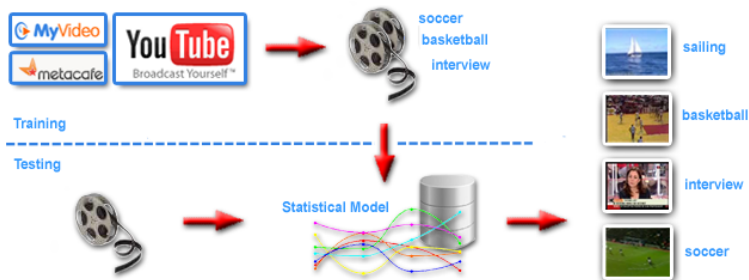 MyVideo
metacafe
YouTube
Broadcast Yourself™
soccer
basketball
interview
Training
Testing
Statistical Model
sailing
basketball
interview
soccer